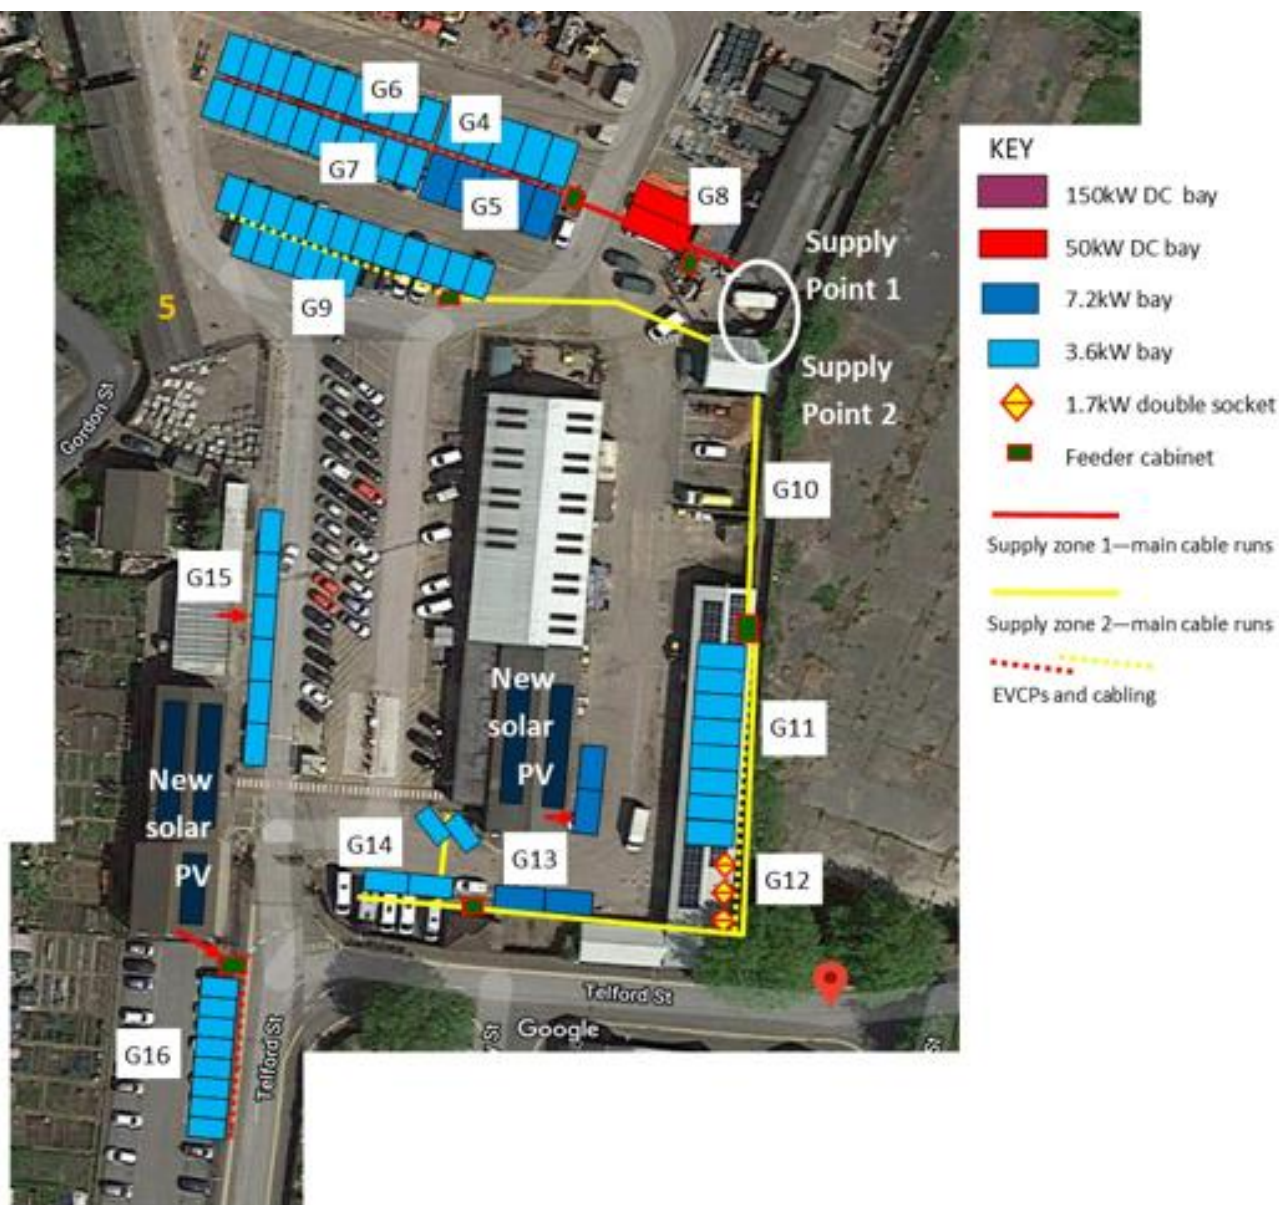 G6
G4
G7
G5
G8
Supply
Point 1
G9
5
Supply
Point 2
Gordon St
G10
G15
New
solar
PV
G11
New
solar
PV
G14
G13
G12
G16
Telford St
Telford St
Google
St
St
KEY
150kW DC bay
50kW DC bay
7.2kW bay
3.6kW bay
1.7kW double socket
Feeder cabinet
Supply zone 1—main cable runs
Supply zone 2—main cable runs
EVCPs and cabling